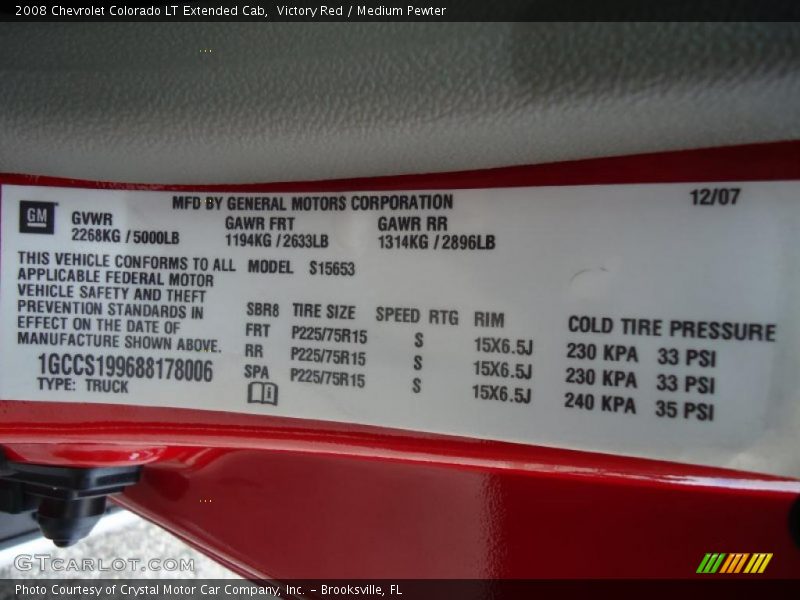 2008 Chevrolet Colorado LT Extended Cab,  Victory Red / Medium Pewter
MFD BY GENERAL MOTORS CORPORATION 12/07
GM
GVWR GAWR FRT GAWR RR
2268KG / 5000LB 1194KG / 2633LB 1314KG / 2896LB
THIS VEHICLE CONFORMS TO ALL
APPLICABLE FEDERAL MOTOR
VEHICLE SAFETY AND THEFT
PREVENTION STANDARDS IN
EFFECT ON THE DATE OF
MANUFACTURE SHOWN ABOVE.
1GCCS199688178006
TYPE: TRUCK
MODEL S15653
SBR8 TIRE SIZE SPEED RTG RIM COLD TIRE PRESSURE
FRT P225/75R15 S 15X6.5J 230 KPA 33 PSI
RR P225/75R15 S 15X6.5J 230 KPA 33 PSI
SPA P225/75R15 S 15X6.5J 240 KPA 35 PSI
GTCARLOT.COM
Photo Courtesy of Crystal Motor Car Company, Inc. – Brooksville, FL